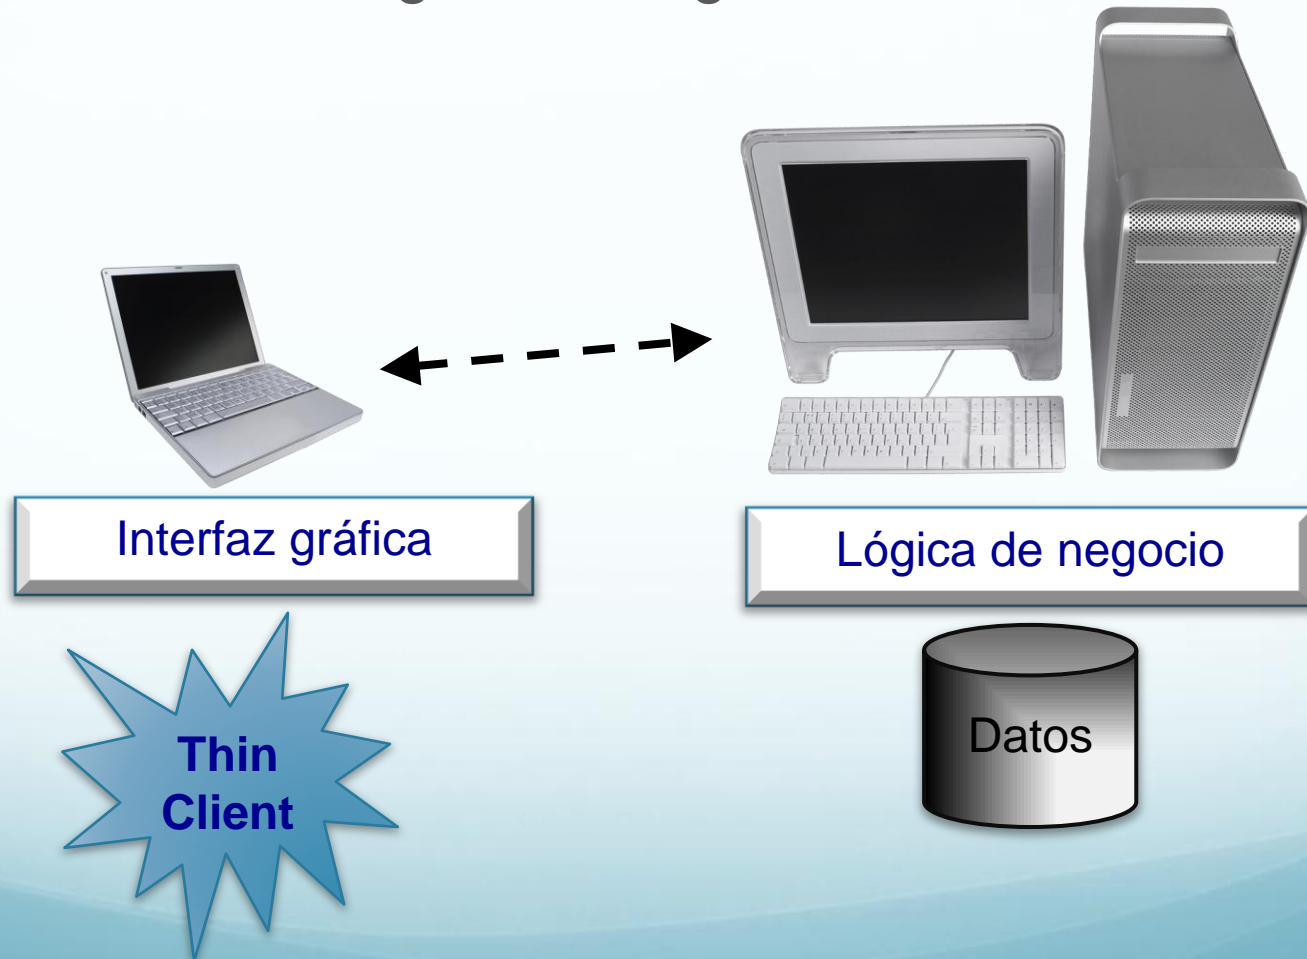 Interfaz gráfica
Lógica de negocio
Thin
Client
Datos